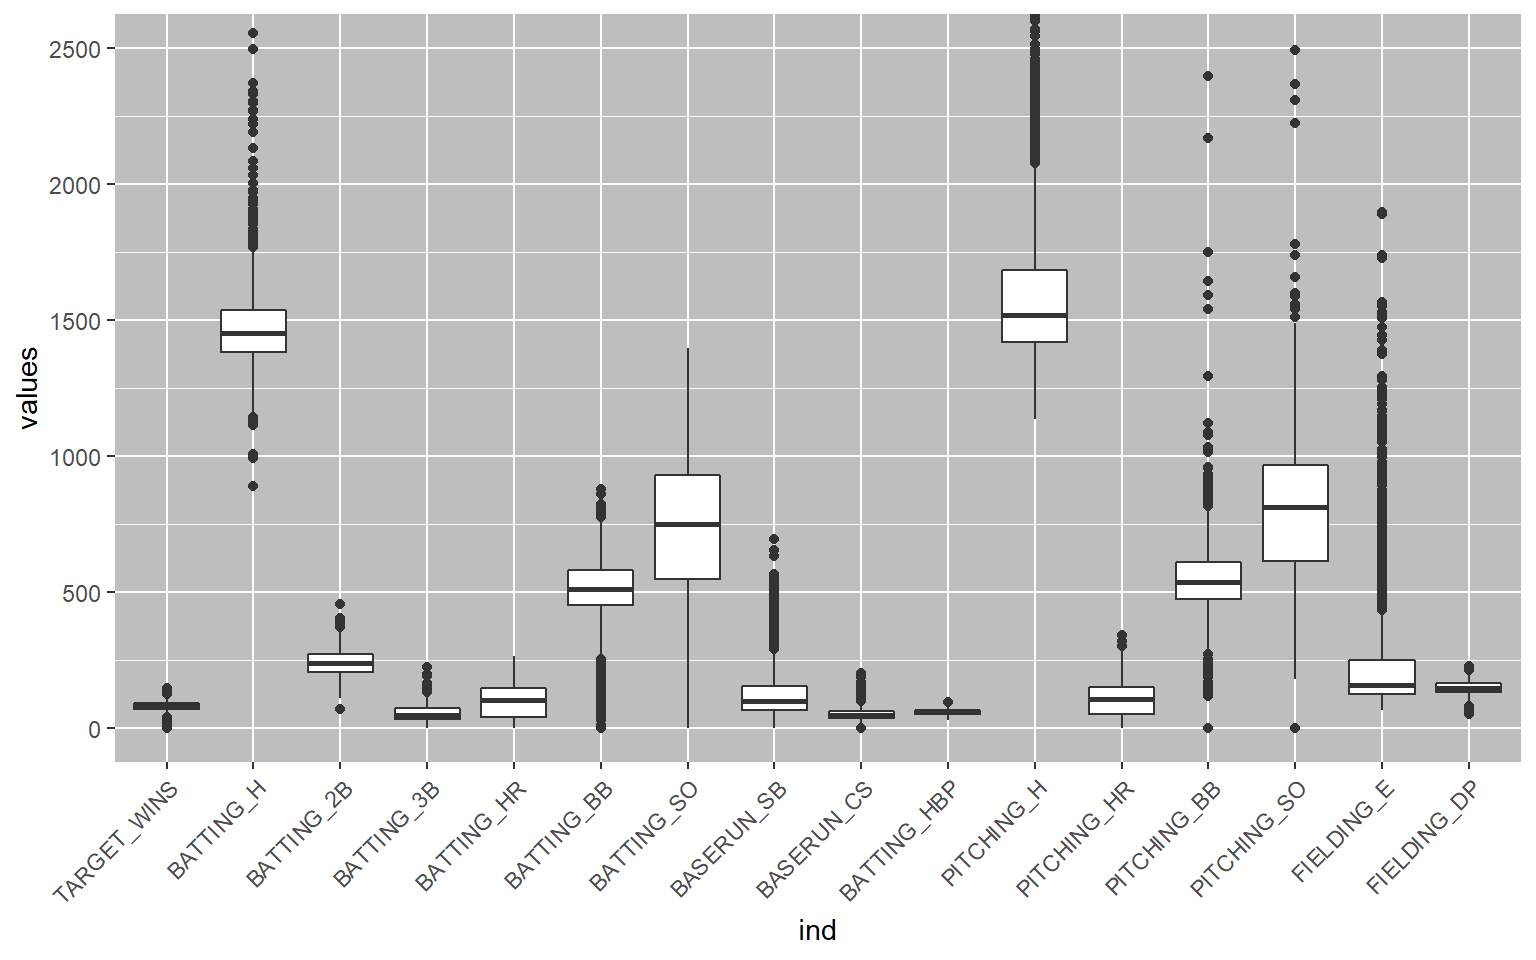 2500
2000
1500
1000
500
0
values
TARGET_WINS
BATTING_H
BATTING_2B
BATTING_3B
BATTING_HR
BATTING_BB
BATTING_SO
BASERUN_SB
BASERUN_CS
BATTING_HBP
PITCHING_H
PITCHING_HR
PITCHING_BB
PITCHING_SO
FIELDING_E
FIELDING_DP
ind